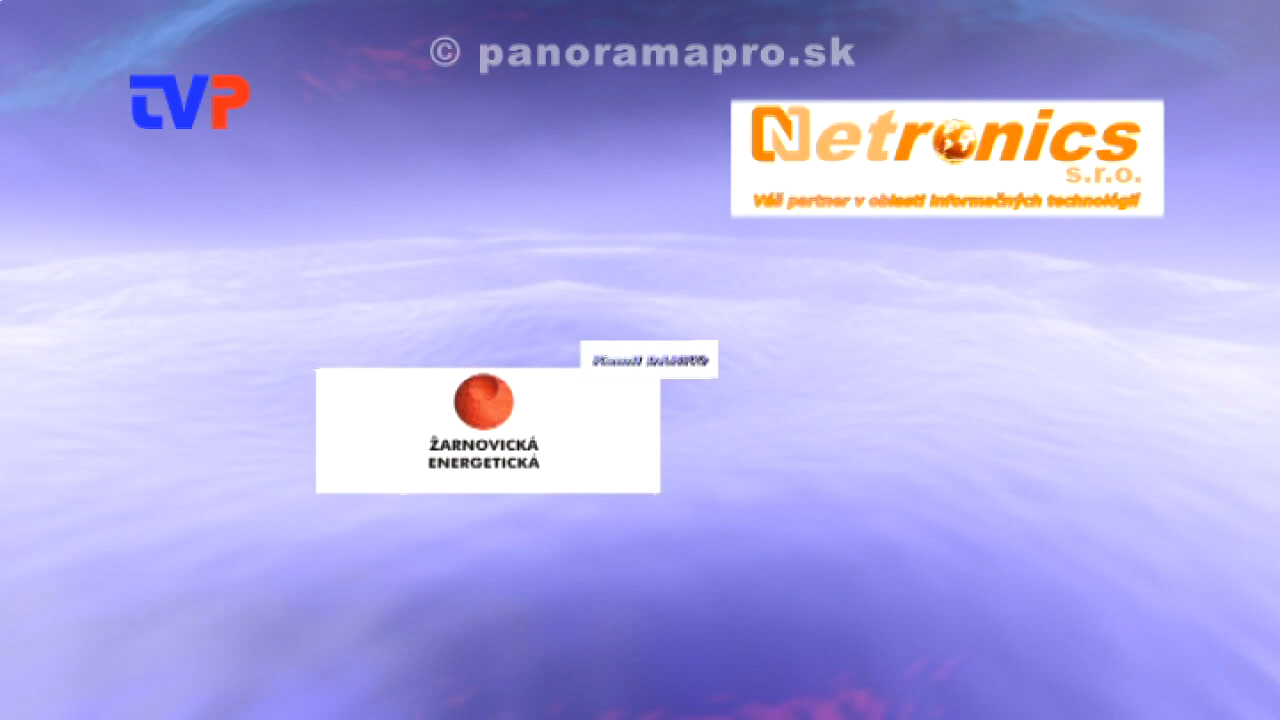 © panoramapro.sk
TVP
Netronics
s.r.o.
Váš partner v oblasti informačných technológií
ŽARNOVICKÁ
ENERGETICKÁ